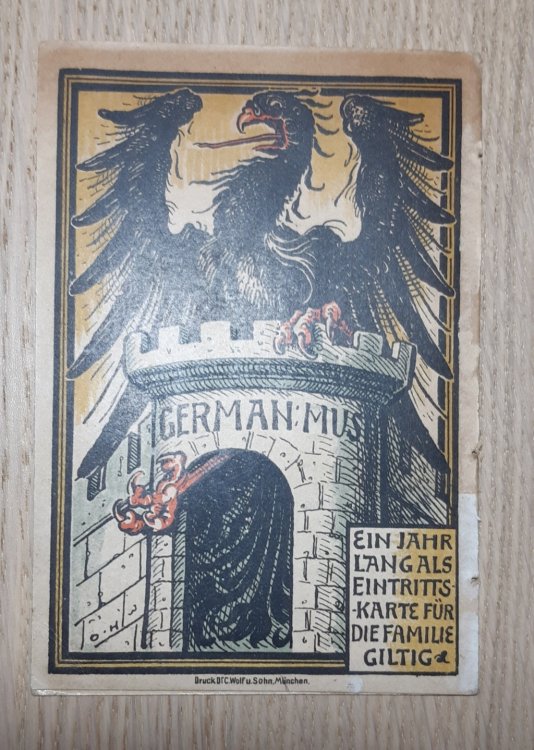 GERMAN: MUS
EIN JAHR
LANG ALS
EINTRITTS-
-KARTE FÜR
DIE FAMILIE
GILTIG
O·H
Druck Dr C. Wolf u. Sohn, München.